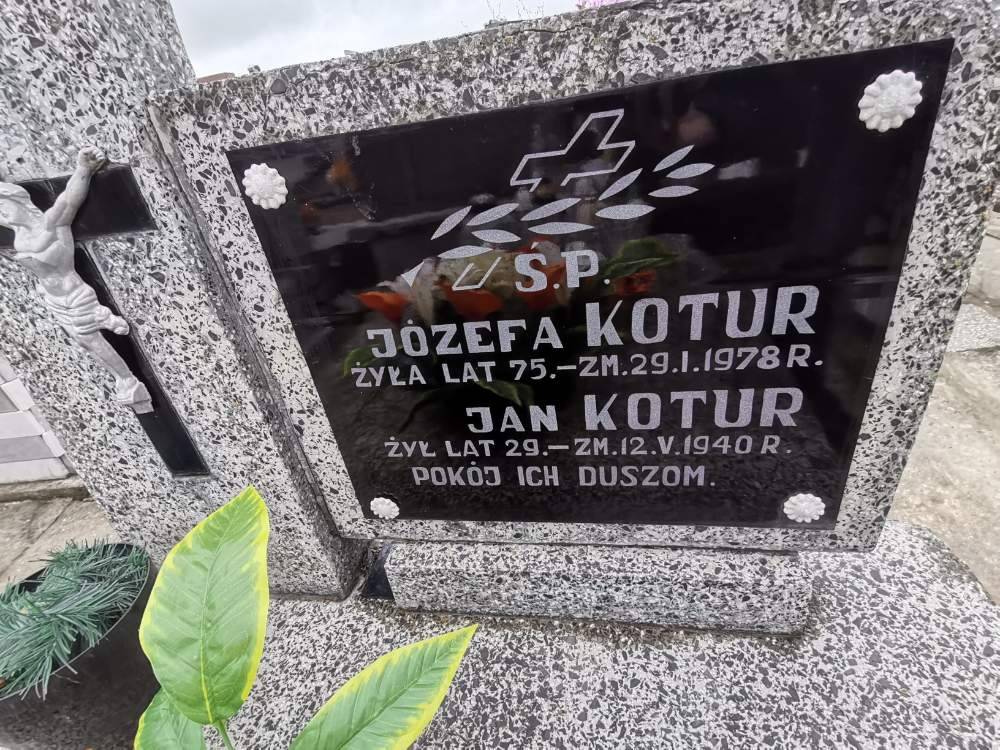 Ś.P.
JÓZEFA KOTUR
ŻYŁA LAT 75.-ZM.29.I.1978 R.
JAN KOTUR
ŻYŁ LAT 29.-ZM.12.V.1940 R.
POKÓJ ICH DUSZOM.